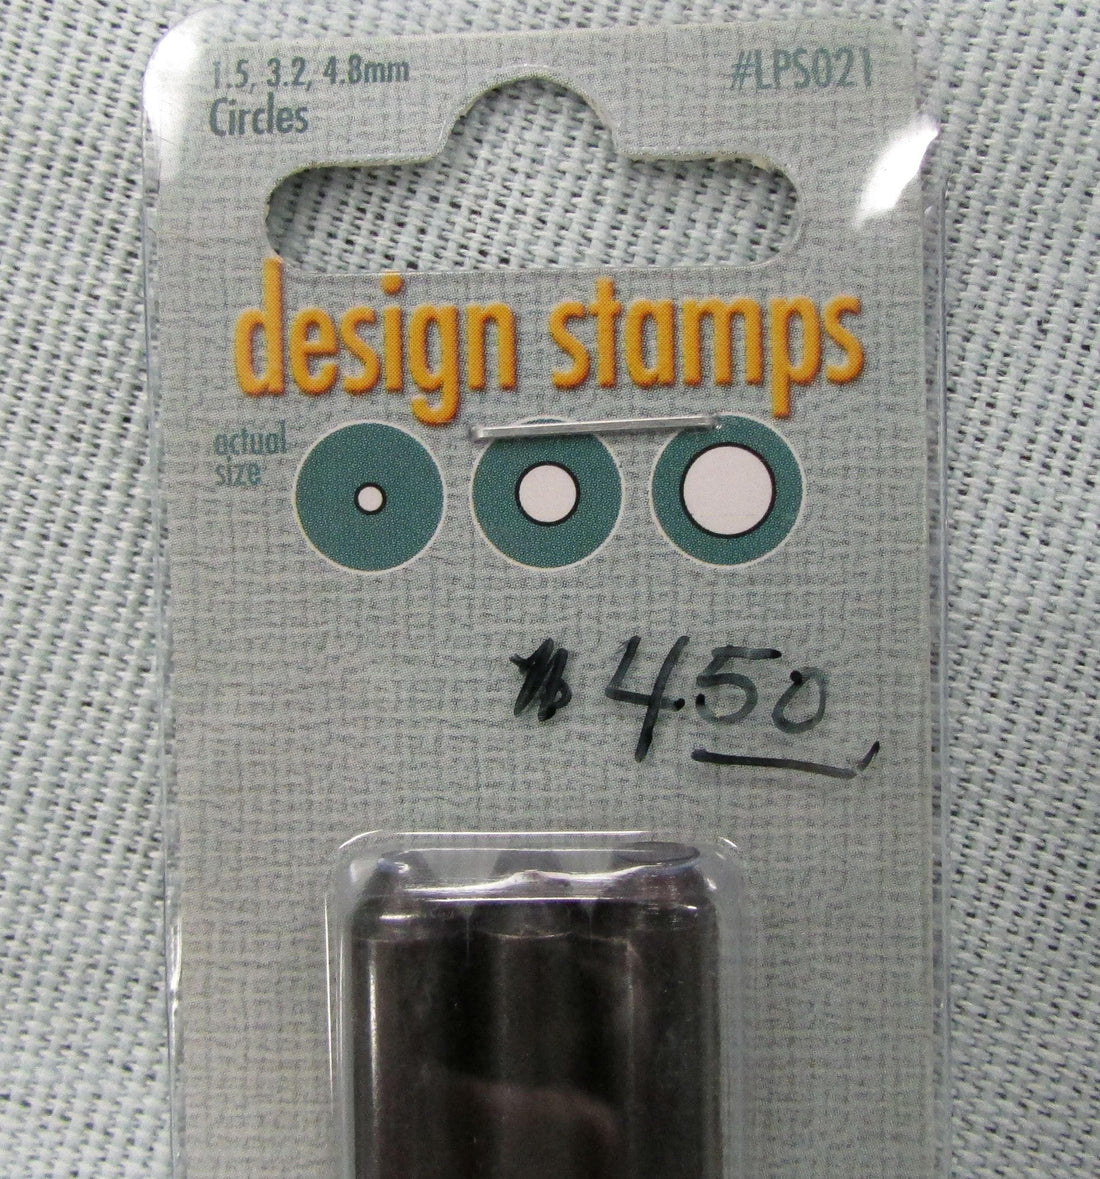 1.5, 3.2, 4.8mm
Circles
#LPS021
design stamps
actual
size
4.50